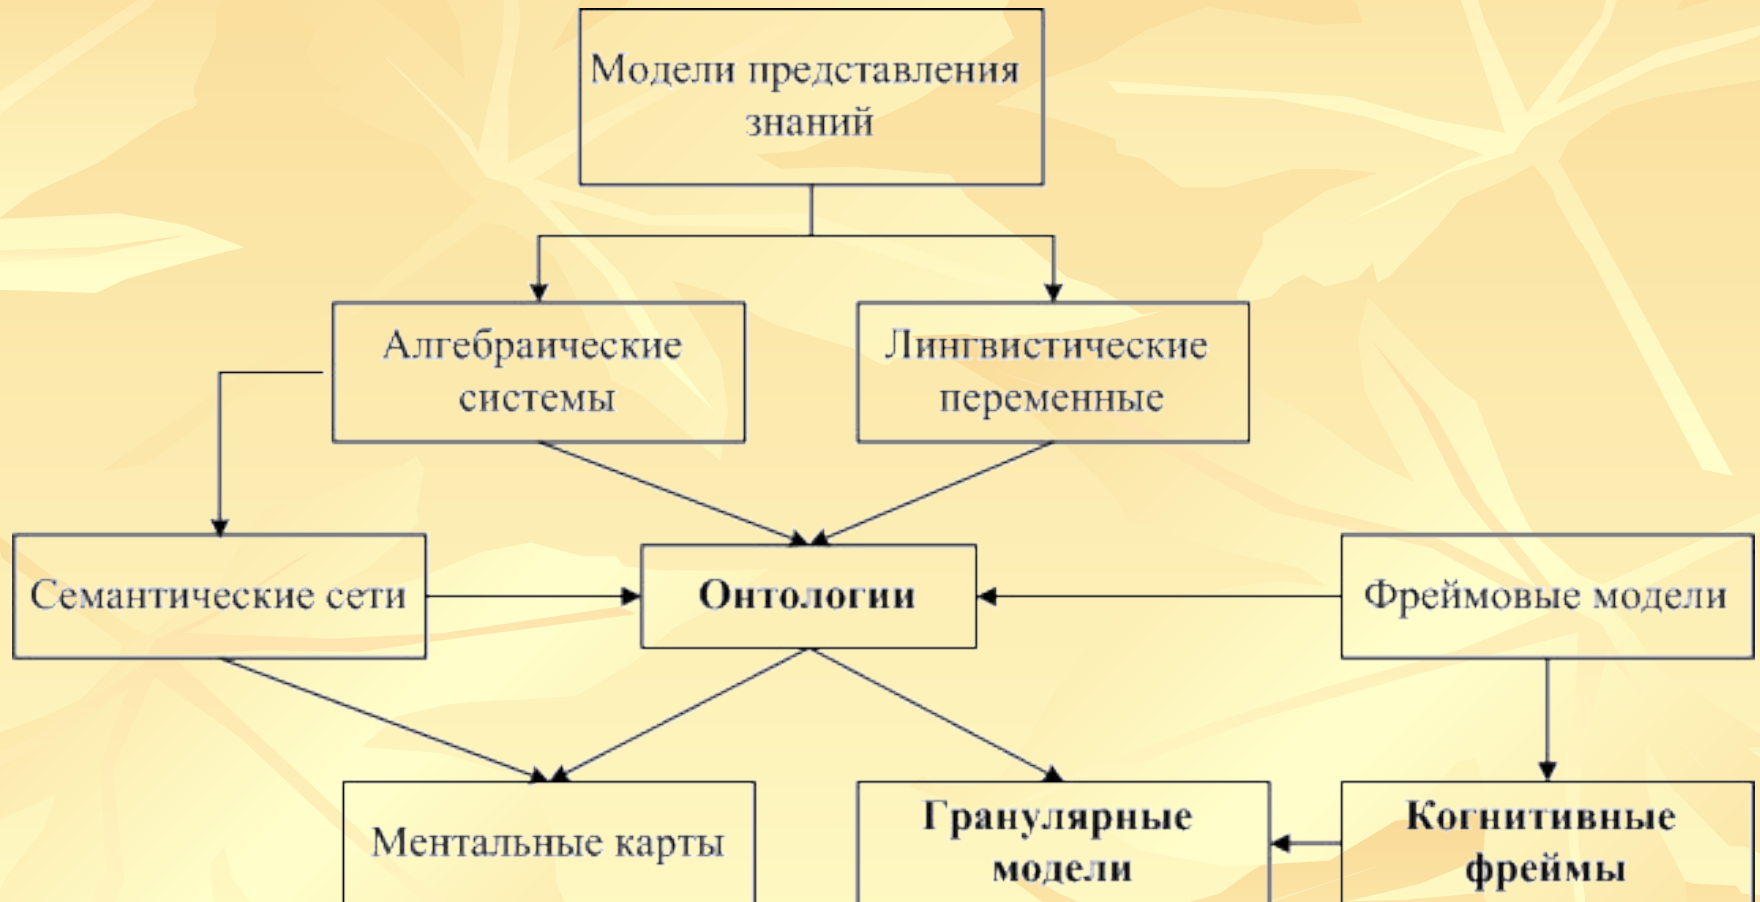 Модели представления
знаний
Алгебраические
системы
Лингвистические
переменные
Семантические сети
Онтологии
Фреймовые модели
Ментальные карты
Гранулярные
модели
Когнитивные
фреймы